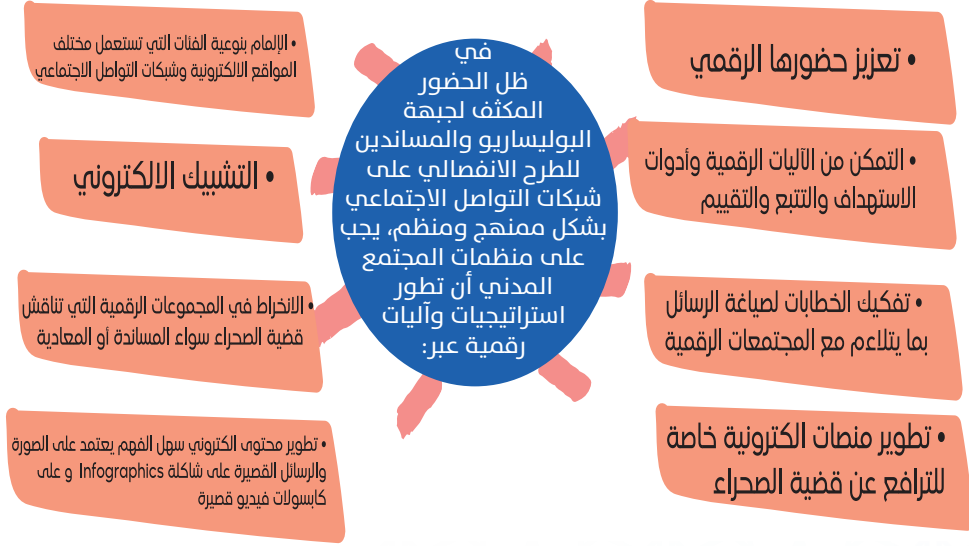 في
ظل الحضور
المكثف لجبهة
البوليساريو والمساندين
للطرح الانفصالي على
شبكات التواصل الاجتماعي
بشكل ممنهج ومنظم، يجب
على منظمات المجتمع
المدني أن تطور
استراتيجيات وآليات
رقمية عبر:
• تعزيز حضورها الرقمي
• التمكن من الآليات الرقمية وأدوات
الاستهداف والتتبع والتقييم
• تفكيك الخطابات لصياغة الرسائل
بما يتلاءم مع المجتمعات الرقمية
• تطوير منصات الكترونية خاصة
للترافع عن قضية الصحراء
• الإلمام بنوعية الفئات التي تستعمل مختلف
المواقع الالكترونية وشبكات التواصل الاجتماعي
• التشبيك الالكتروني
• الانخراط في المجموعات الرقمية التي تناقش
قضية الصحراء سواء المساندة أو المعادية
• تطوير محتوى الكتروني سهل الفهم يعتمد على الصورة
والرسائل القصيرة على شاكلة Infographics و على
كابسولات فيديو قصيرة